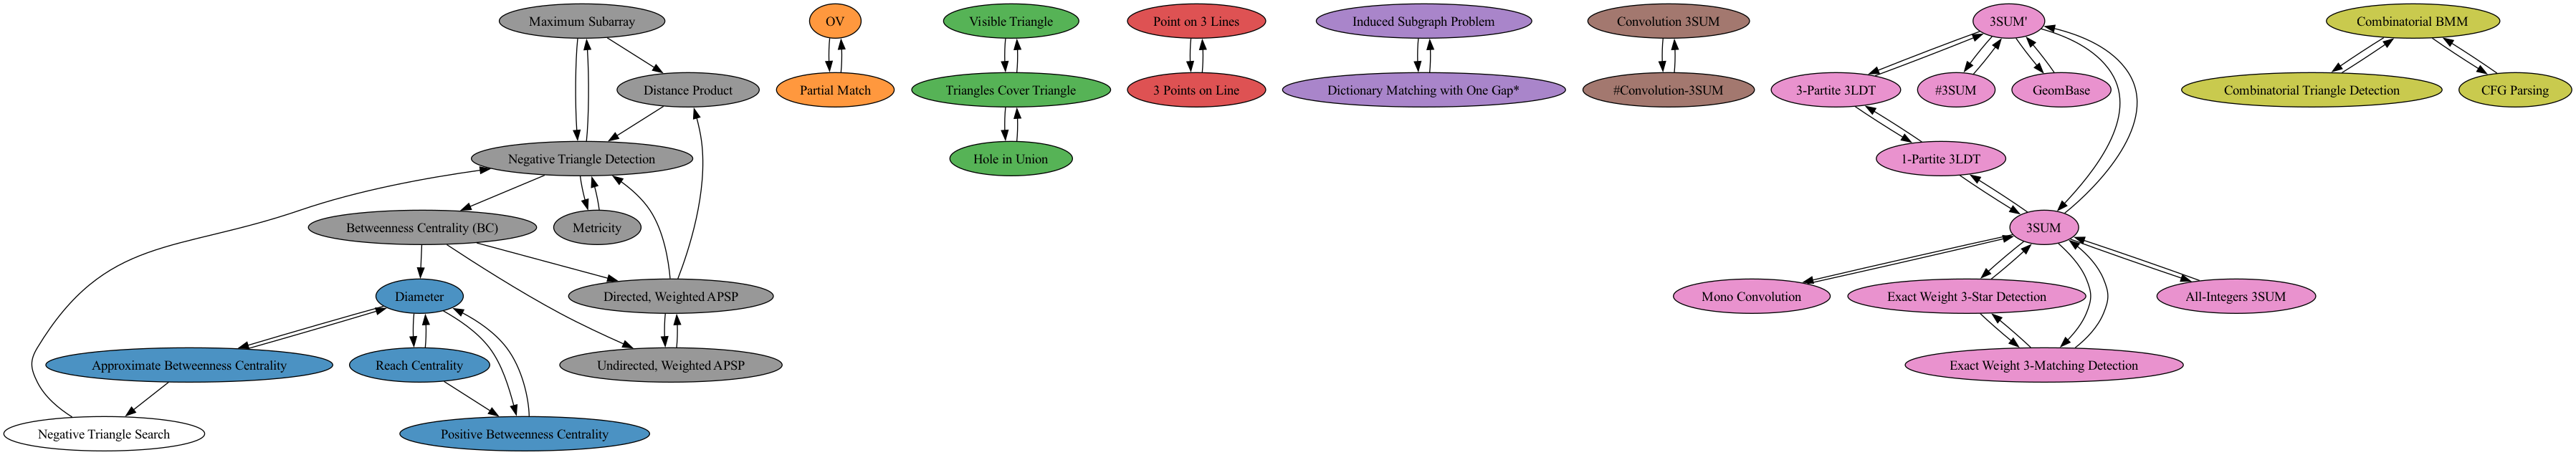 Maximum Subarray
OV
Visible Triangle
Point on 3 Lines
Induced Subgraph Problem
Convolution 3SUM
3SUM'
Combinatorial BMM
Distance Product
Partial Match
Triangles Cover Triangle
3 Points on Line
Dictionary Matching with One Gap*
#Convolution-3SUM
3-Partite 3LDT
#3SUM
GeomBase
Combinatorial Triangle Detection
CFG Parsing
Negative Triangle Detection
Hole in Union
1-Partite 3LDT
Betweenness Centrality (BC)
Metricity
3SUM
Diameter
Directed, Weighted APSP
Mono Convolution
Exact Weight 3-Star Detection
All-Integers 3SUM
Approximate Betweenness Centrality
Reach Centrality
Undirected, Weighted APSP
Exact Weight 3-Matching Detection
Negative Triangle Search
Positive Betweenness Centrality